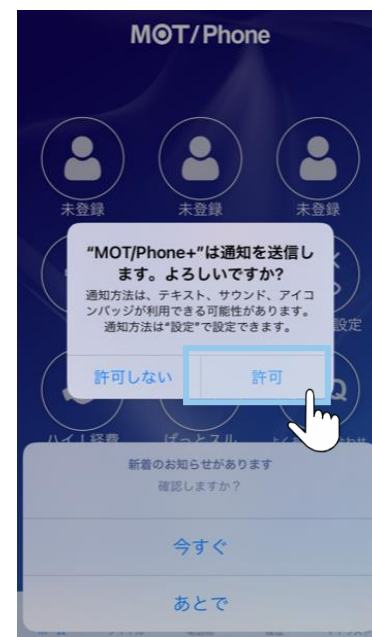 MOT/Phone
未登録 未登録 未登録
“MOT/Phone+”は通知を送信し
ます。よろしいですか?
通知方法は、テキスト、サウンド、アイコ
ンバッジが利用できる可能性があります。
通知方法は“設定”で設定できます。
設定
許可しない 許可
Q
ハイ！経費
新着のお知らせがあります
確認しますか？
今すぐ
あとで